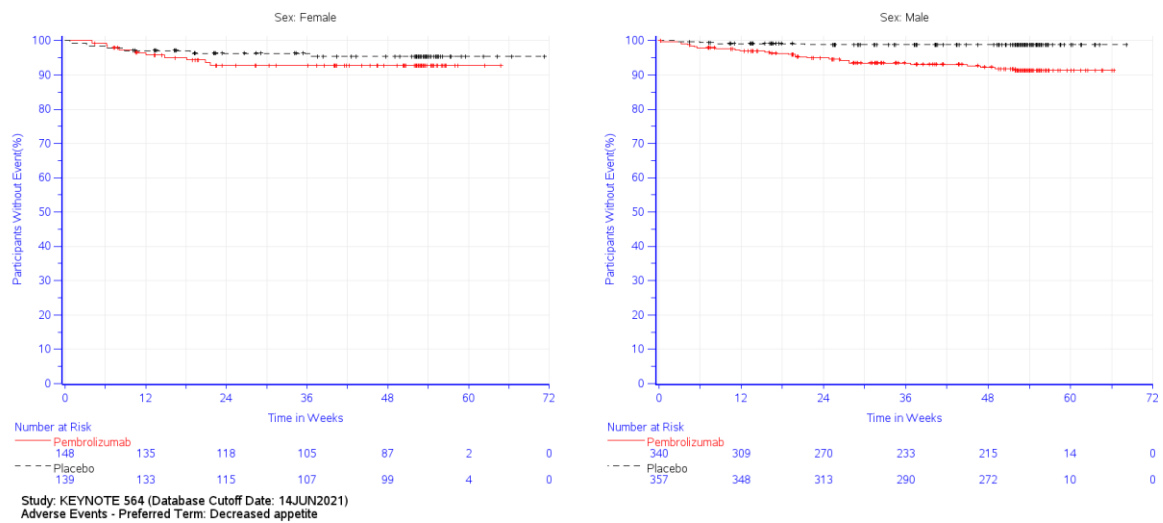 Sex: Female
100
90
80
70
60
50
40
30
20
10
0
Participants Without Event(%)
0 12 24 36 48 60 72
Time in Weeks
Number at Risk
Pembrolizumab
148 135 118 105 87 2 0
Placebo
139 133 115 107 99 4 0
Sex: Male
100
90
80
70
60
50
40
30
20
10
0
Participants Without Event(%)
0 12 24 36 48 60 72
Time in Weeks
Number at Risk
Pembrolizumab
340 309 270 233 215 14 0
Placebo
357 348 313 290 272 10 0
Study: KEYNOTE 564 (Database Cutoff Date: 14JUN2021)
Adverse Events - Preferred Term: Decreased appetite